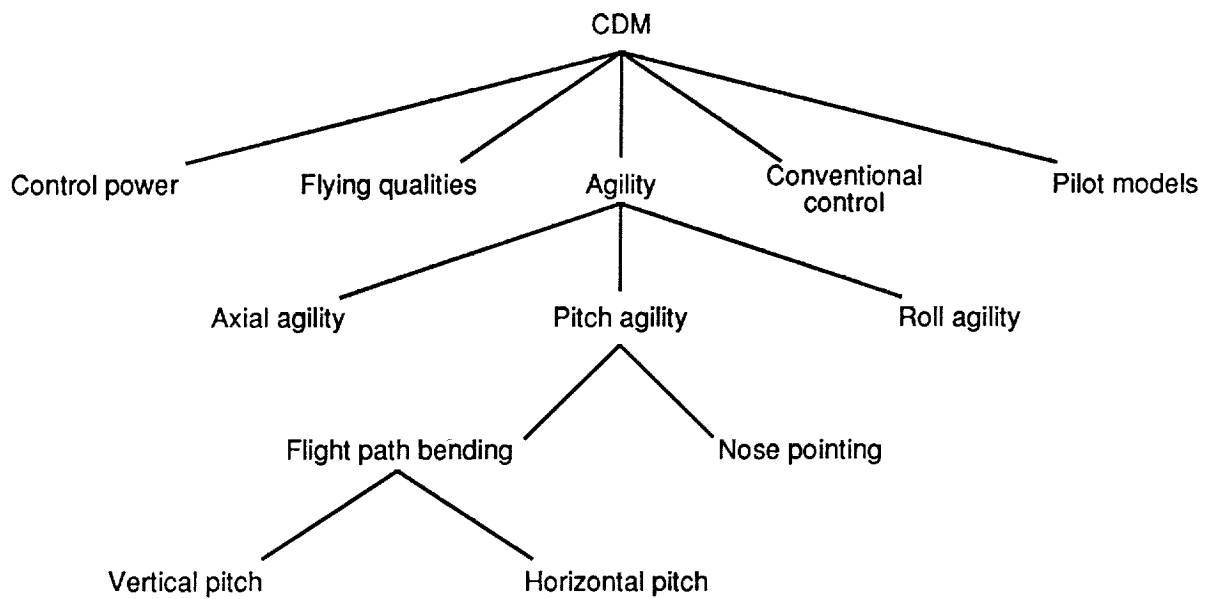 CDM
Control power
Flying qualities
Agility
Conventional
control
Pilot models
Axial agility
Pitch agility
Roll agility
Flight path bending
Nose pointing
Vertical pitch
Horizontal pitch